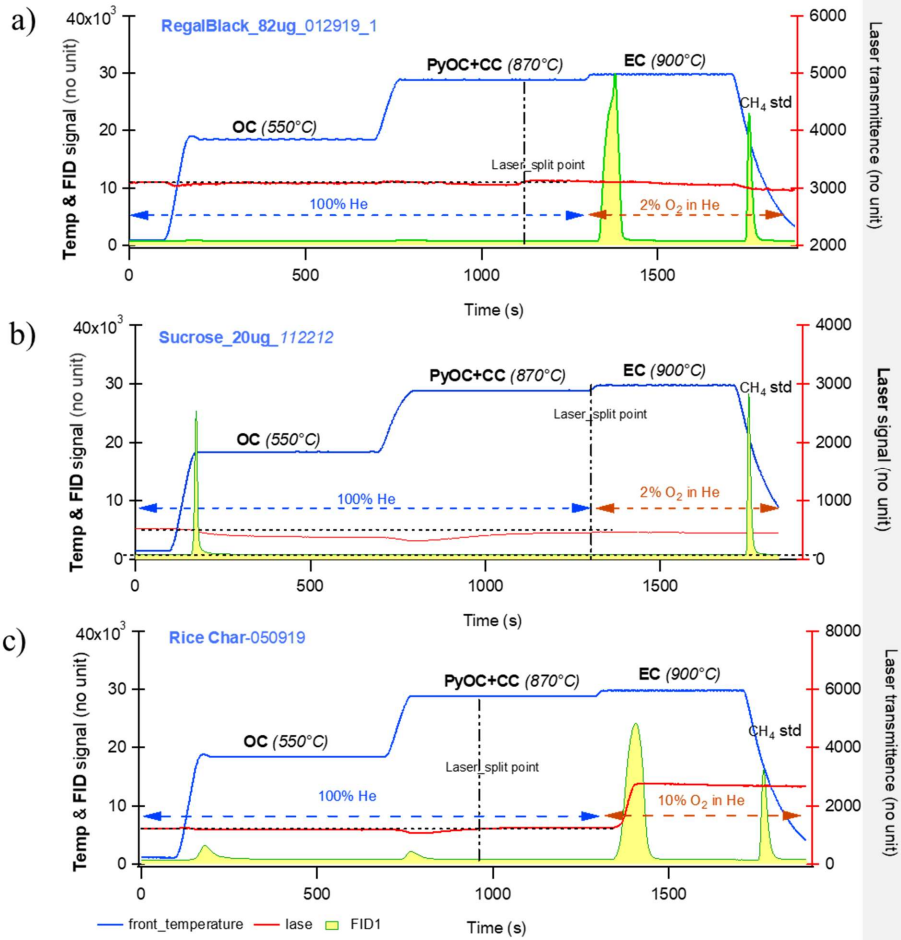 a)
RegalBlack_82ug_012919_1
40x10³
30
20
10
0
Temp & FID signal (no unit)
OC (550°C)
PyOC+CC (870°C)
EC (900°C)
CH₄ std
Laser_split point
100% He
2% O₂ in He
6000
5000
4000
3000
2000
Laser transmittence (no unit)
0
500
1000
1500
Time (s)
b)
Sucrose_20ug_112212
40x10³
30
20
10
0
Temp & FID signal (no unit)
OC (550°C)
PyOC+CC (870°C)
EC (900°C)
CH₄ std
Laser_split point
100% He
2% O₂ in He
4000
3000
2000
1000
0
Laser signal (no unit)
0
500
1000
1500
Time (s)
c)
Rice Char-050919
40x10³
30
20
10
0
Temp & FID signal (no unit)
OC (550°C)
PyOC+CC (870°C)
EC (900°C)
CH₄ std
Laser_split point
100% He
10% O₂ in He
8000
6000
4000
2000
0
Laser transmittence (no unit)
0
500
1000
1500
Time (s)
front_temperature lase FID1